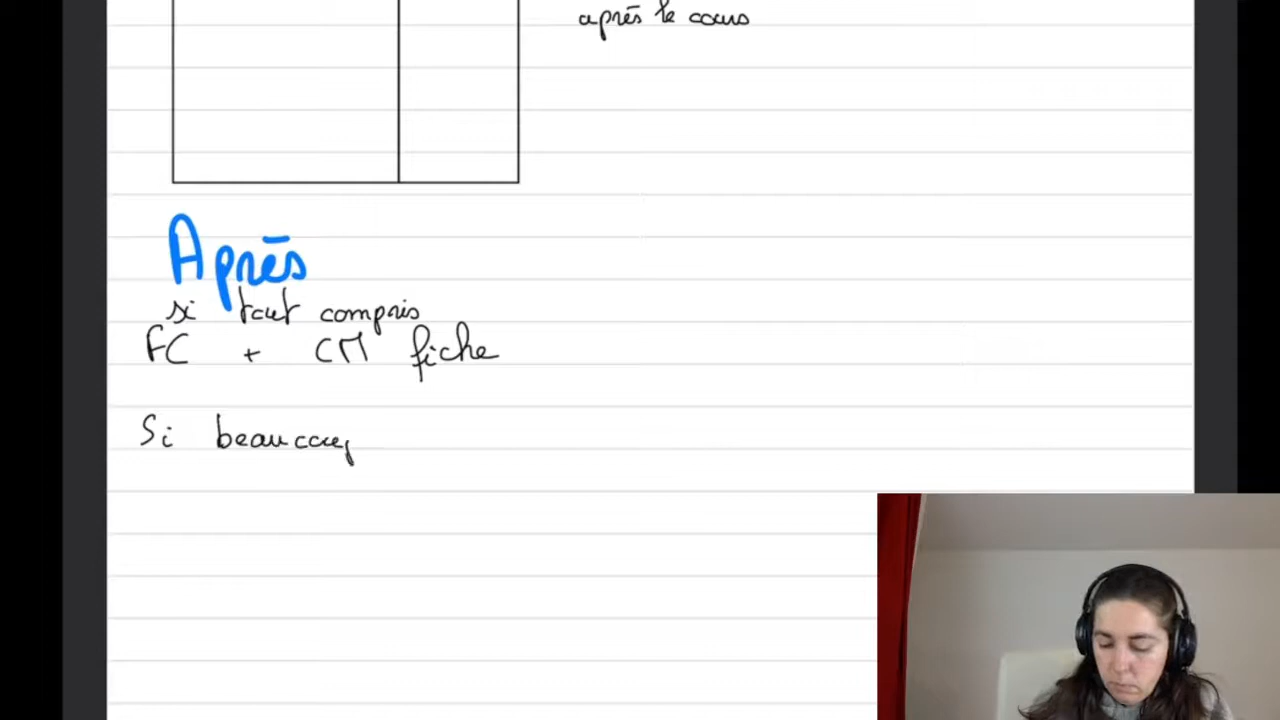 après le cours
Après
si tout compris
FC + CM fiche
Si beaucoup